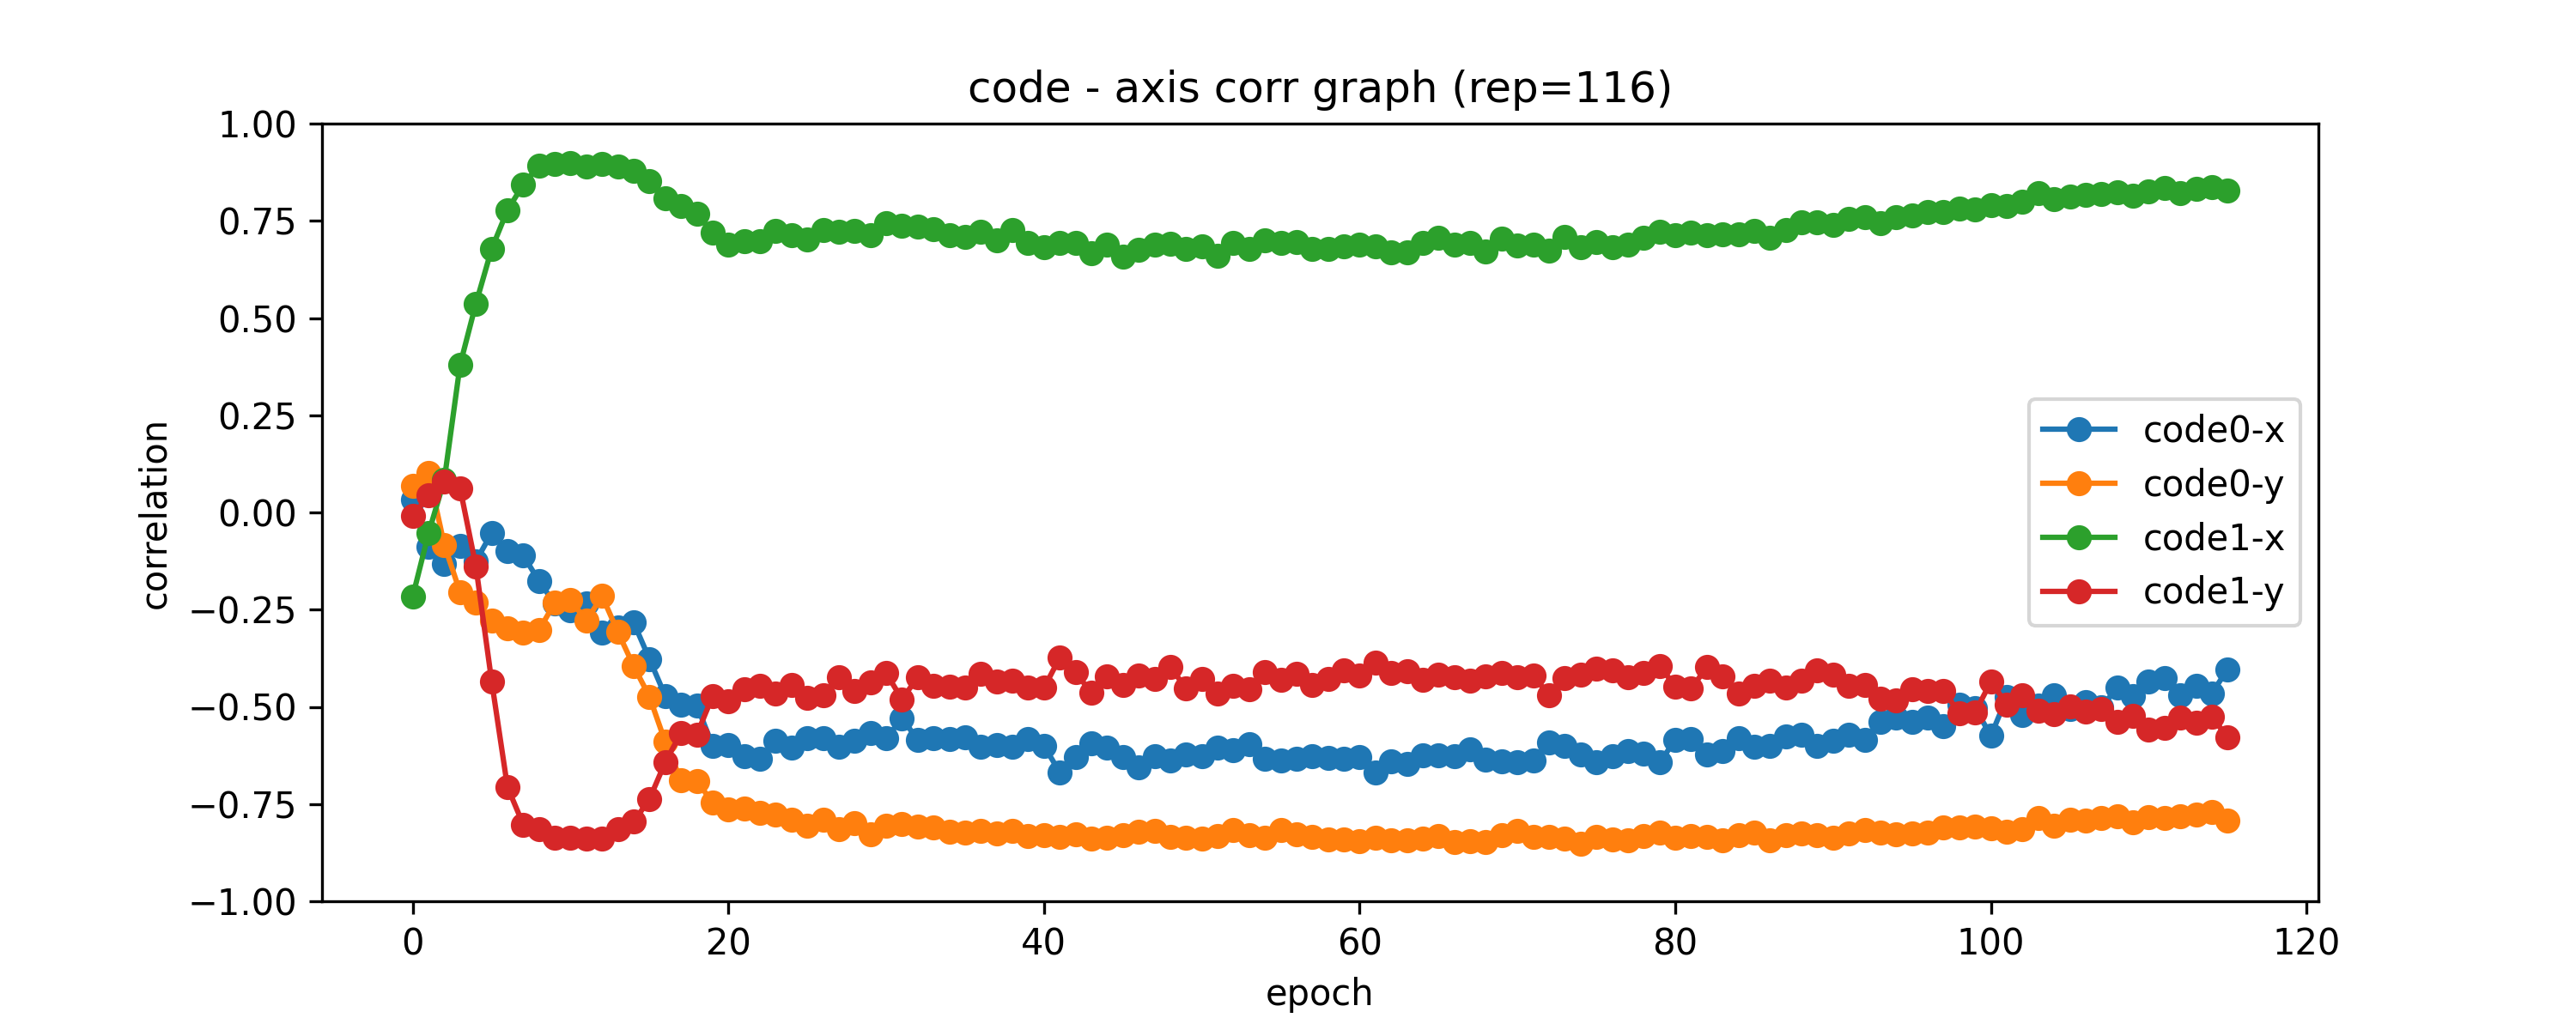 code - axis corr graph (rep=116)
1.00
0.75
0.50
0.25
0.00
−0.25
−0.50
−0.75
−1.00
correlation
code0-x
code0-y
code1-x
code1-y
0 20 40 60 80 100 120
epoch